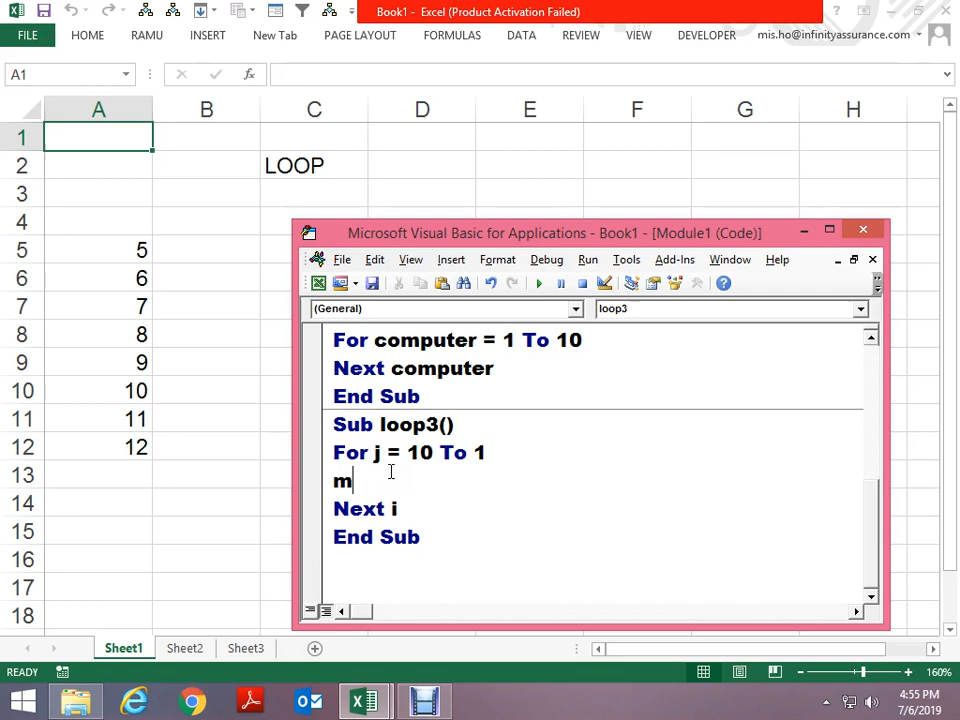 Book1 - Excel (Product Activation Failed)
FILE HOME RAMU INSERT New Tab PAGE LAYOUT FORMULAS DATA REVIEW VIEW DEVELOPER mis.ho@infinityassurance.com
A1 fx
A B C D E F G H
1
2 LOOP
3
4
5 5
6 6
7 7
8 8
9 9
10 10
11 11
12 12
13
14
15
16
17
18
Microsoft Visual Basic for Applications - Book1 - [Module1 (Code)]
File Edit View Insert Format Debug Run Tools Add-Ins Window Help
(General) loop3
For computer = 1 To 10
Next computer
End Sub
Sub loop3()
For j = 10 To 1
m
Next i
End Sub
Sheet1 Sheet2 Sheet3
READY 160%
4:55 PM
7/6/2019